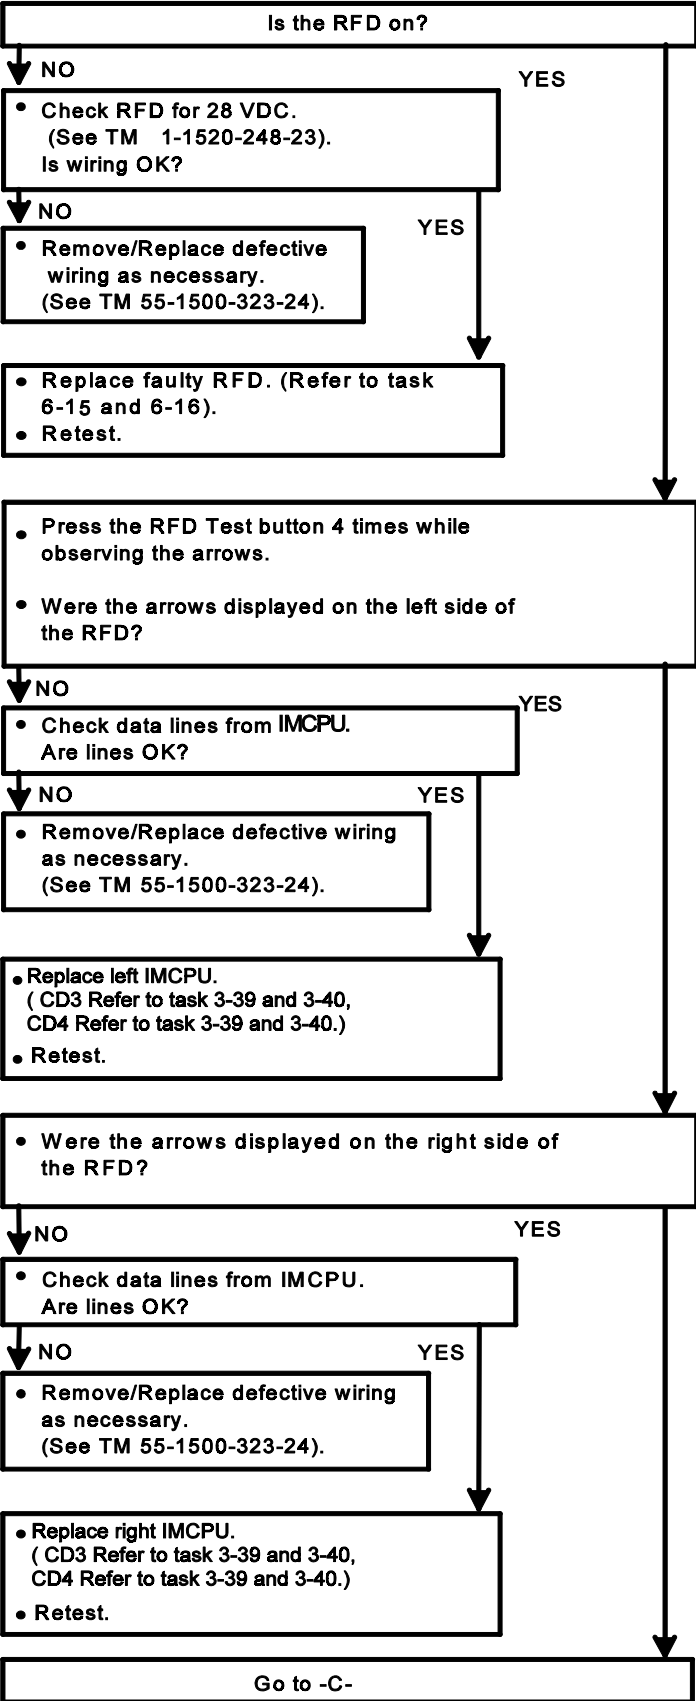 Is the RFD on?
NO
YES
• Check RFD for 28 VDC.
(See TM 1-1520-248-23).
Is wiring OK?
NO
YES
• Remove/Replace defective
wiring as necessary.
(See TM 55-1500-323-24).
• Replace faulty RFD. (Refer to task
6-15 and 6-16).
• Retest.
• Press the RFD Test button 4 times while
observing the arrows.
• Were the arrows displayed on the left side of
the RFD?
NO
YES
• Check data lines from IMCPU.
Are lines OK?
NO
YES
• Remove/Replace defective wiring
as necessary.
(See TM 55-1500-323-24).
• Replace left IMCPU.
( CD3 Refer to task 3-39 and 3-40,
CD4 Refer to task 3-39 and 3-40.)
• Retest.
• Were the arrows displayed on the right side of
the RFD?
NO
YES
• Check data lines from IMCPU.
Are lines OK?
NO
YES
• Remove/Replace defective wiring
as necessary.
(See TM 55-1500-323-24).
• Replace right IMCPU.
( CD3 Refer to task 3-39 and 3-40,
CD4 Refer to task 3-39 and 3-40.)
• Retest.
Go to -C-